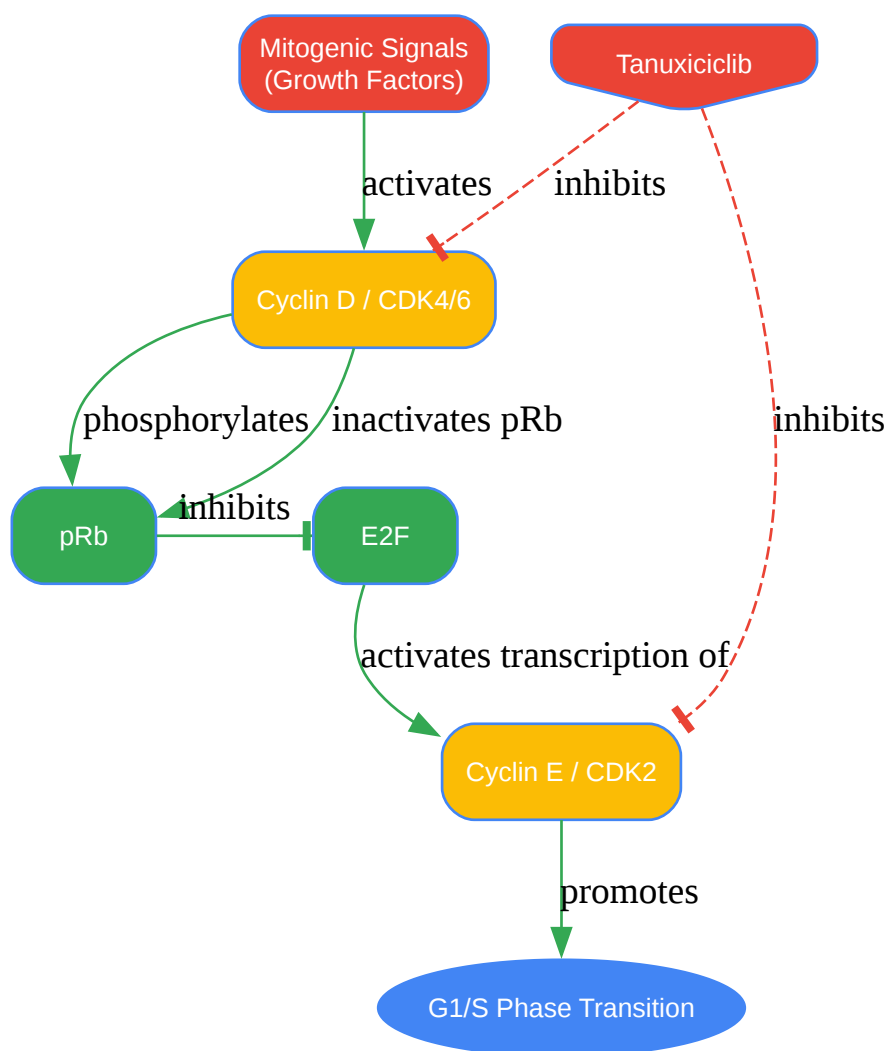 Mitogenic Signals
(Growth Factors)
Tanuxiciclib
activates
inhibits
Cyclin D / CDK4/6
phosphorylates
inactivates pRb
inhibits
inhibits
pRb
E2F
activates transcription of
Cyclin E / CDK2
promotes
G1/S Phase Transition